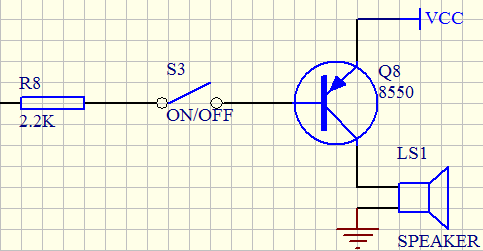 VCC
S3
Q8
R8
8550
2.2K
ON/OFF
LS1
SPEAKER